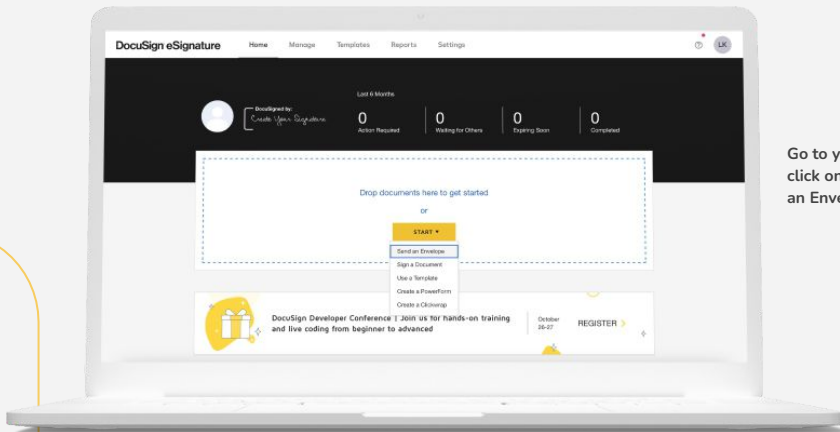 DocuSign eSignature Home Manage Templates Reports Settings LK
Last 6 Months
DocuSigned by:
Create Your Signature
0 0 0 0
Action Required Waiting for Others Expiring Soon Completed
Drop documents here to get started
or
START
Send an Envelope
Sign a Document
Use a Template
Create a PowerForm
Create a Clickwrap
DocuSign Developer Conference | Join us for hands-on training
and live coding from beginner to advanced
October
26-27
REGISTER >
Go to y
click on
an Enve